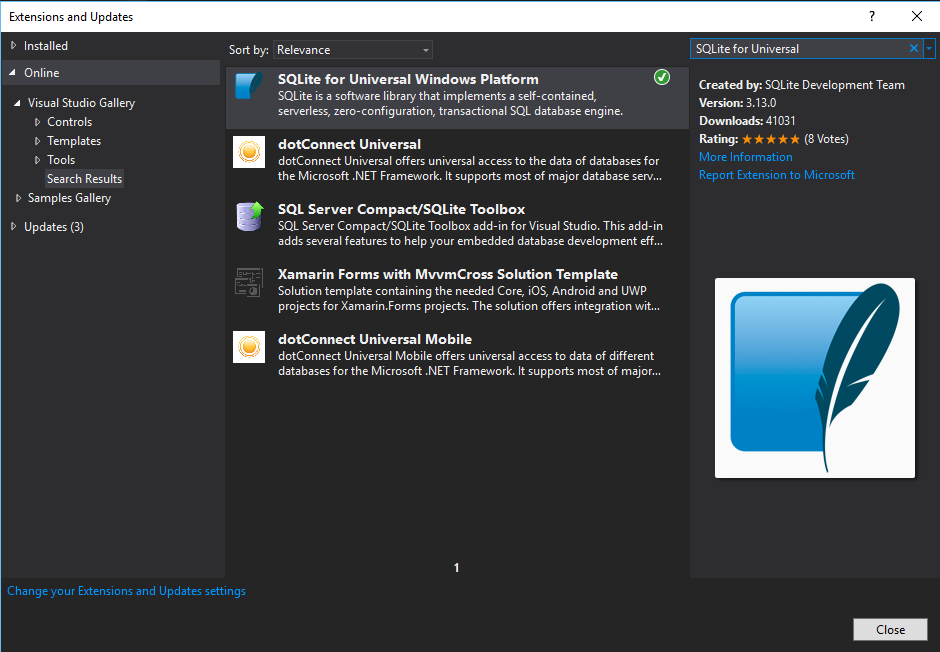 Extensions and Updates
?
Installed
Online
Visual Studio Gallery
Controls
Templates
Tools
Search Results
Samples Gallery
Updates (3)
Sort by: Relevance
SQLite for Universal Windows Platform
SQLite is a software library that implements a self-contained,
serverless, zero-configuration, transactional SQL database engine.
dotConnect Universal
dotConnect Universal offers universal access to the data of databases for
the Microsoft .NET Framework. It supports most of major database serv...
SQL Server Compact/SQLite Toolbox
SQL Server Compact/SQLite Toolbox add-in for Visual Studio. This add-in
adds several features to help your embedded database development eff...
Xamarin Forms with MvvmCross Solution Template
Solution template containing the needed Core, iOS, Android and UWP
projects for Xamarin.Forms projects. The solution offers integration wit...
dotConnect Universal Mobile
dotConnect Universal Mobile offers universal access to data of different
databases for the Microsoft .NET Framework. It supports most of major...
1
SQLite for Universal
Created by: SQLite Development Team
Version: 3.13.0
Downloads: 41031
Rating: ★★★★★ (8 Votes)
More Information
Report Extension to Microsoft
Change your Extensions and Updates settings
Close